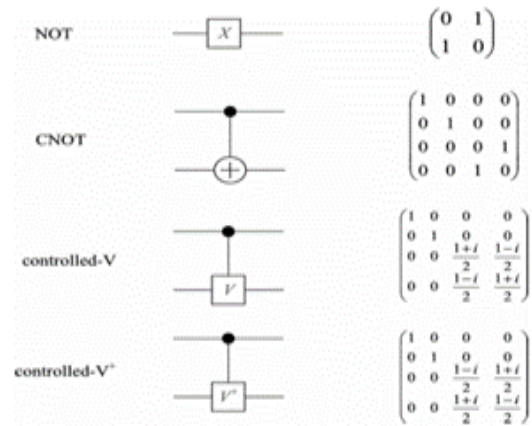 NOT X 0 1
1 0
CNOT 1 0 0 0
0 1 0 0
0 0 0 1
0 0 1 0
controlled-V V 1 0 0 0
0 1 0 0
0 0 1+i/2 1−i/2
0 0 1−i/2 1+i/2
controlled-V⁺ V⁺ 1 0 0 0
0 1 0 0
0 0 1−i/2 1+i/2
0 0 1+i/2 1−i/2